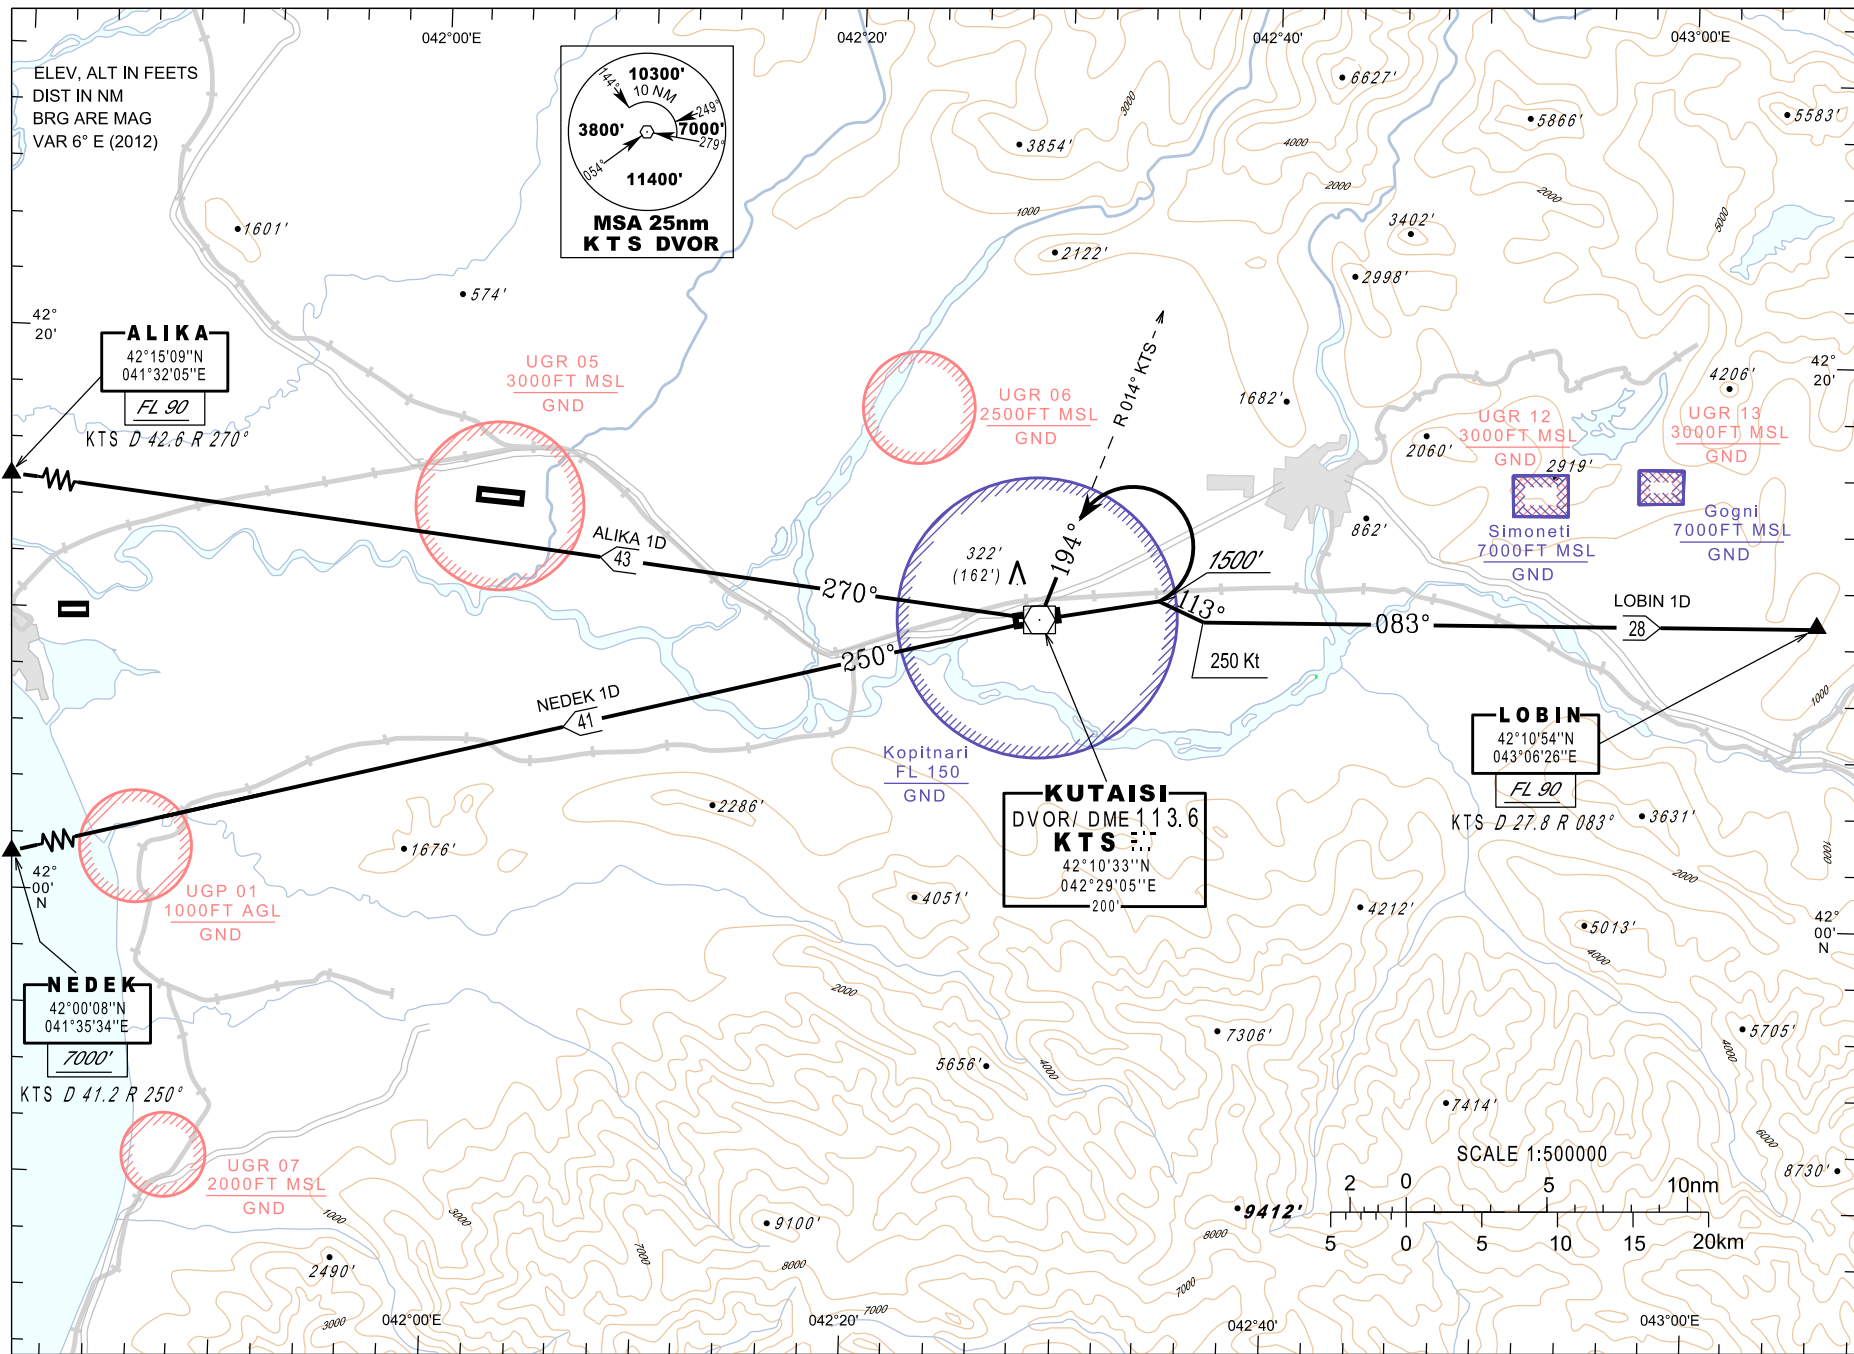 042°00'E
042°20'
042°40'
043°00'E
ELEV, ALT IN FEETS
DIST IN NM
BRG ARE MAG
VAR 6° E (2012)
10300'
10 NM
144°
249°
3800'
7000'
279°
054°
11400'
MSA 25nm
KTS DVOR
6627'
5866'
5583'
3854'
3000
4000
2000
2000
5000
1000
3402'
2122'
2998'
1601'
574'
42°
20'
42°
20'
ALIKA
42°15'09"N
041°32'05"E
FL 90
KTS D 42.6 R 270°
UGR 05
3000FT MSL
GND
UGR 06
2500FT MSL
GND
R 014° KTS
1682'
2060'
4206'
UGR 12
3000FT MSL
GND
2919'
UGR 13
3000FT MSL
GND
Simoneti
7000FT MSL
GND
Gogni
7000FT MSL
GND
862'
ALIKA 1D
43
270°
322'
(162')
194°
1500'
113°
083°
LOBIN 1D
28
250 Kt
250°
NEDEK 1D
41
Kopitnari
FL 150
GND
LOBIN
42°10'54"N
043°06'26"E
FL 90
KTS D 27.8 R 083°
1000
KUTAISI
DVOR/ DME 113.6
KTS
42°10'33"N
042°29'05"E
200'
2286'
1676'
3631'
1000
2000
42°
00'
N
UGP 01
1000FT AGL
GND
4051'
4212'
5013'
4000
42°
00'
N
NEDEK
42°00'08"N
041°35'34"E
7000'
KTS D 41.2 R 250°
2000
7306'
5705'
4000
5656'
4000
7414'
6000
8730'
UGR 07
2000FT MSL
GND
SCALE 1:500000
2 0 5 10nm
5 0 5 10 15 20km
1000
3000
7000
9100'
9412'
8000
8000
7000
2490'
3000
7000
042°00'E
042°20'
042°40'
043°00'E